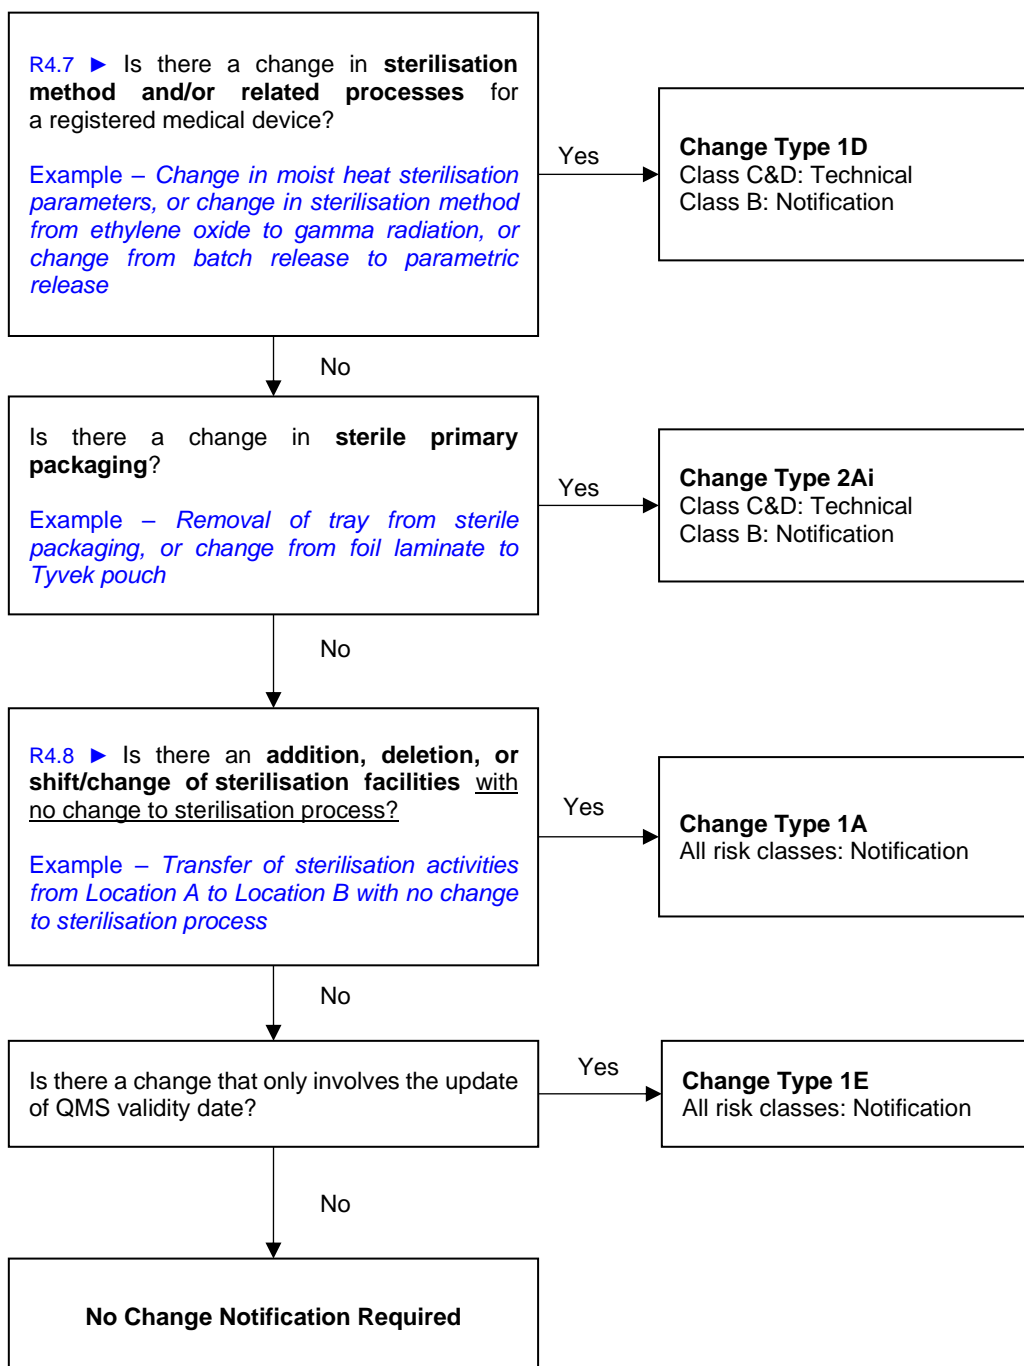 R4.7 ► Is there a change in sterilisation
method and/or related processes for
a registered medical device?
Example – Change in moist heat sterilisation
parameters, or change in sterilisation method
from ethylene oxide to gamma radiation, or
change from batch release to parametric
release
Yes
Change Type 1D
Class C&D: Technical
Class B: Notification
No
Is there a change in sterile primary
packaging?
Example – Removal of tray from sterile
packaging, or change from foil laminate to
Tyvek pouch
Yes
Change Type 2Ai
Class C&D: Technical
Class B: Notification
No
R4.8 ► Is there an addition, deletion, or
shift/change of sterilisation facilities with
no change to sterilisation process?
Example – Transfer of sterilisation activities
from Location A to Location B with no change
to sterilisation process
Yes
Change Type 1A
All risk classes: Notification
No
Is there a change that only involves the update
of QMS validity date?
Yes
Change Type 1E
All risk classes: Notification
No
No Change Notification Required